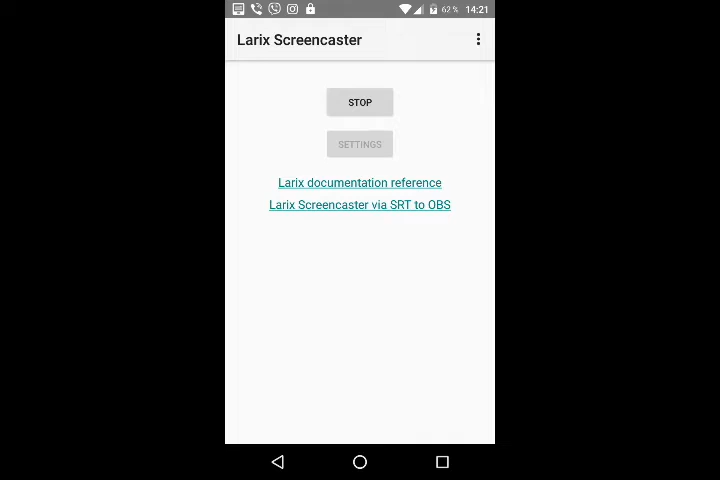 62 % 14:21
Larix Screencaster
STOP
SETTINGS
Larix documentation reference
Larix Screencaster via SRT to OBS